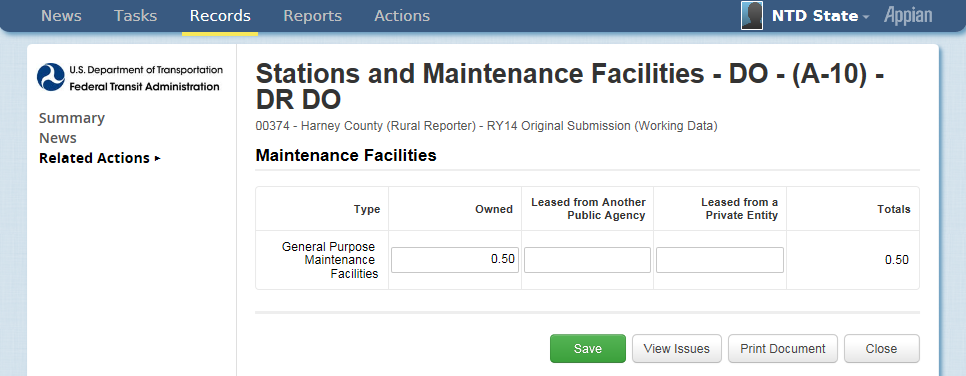 News Tasks Records Reports Actions NTD State Appian
U.S. Department of Transportation
Federal Transit Administration
Summary
News
Related Actions
Stations and Maintenance Facilities - DO - (A-10) -
DR DO
00374 - Harney County (Rural Reporter) - RY14 Original Submission (Working Data)
Maintenance Facilities
Type Owned Leased from Another Public Agency Leased from a Private Entity Totals
General Purpose
Maintenance
Facilities
0.50 0.50
Save View Issues Print Document Close